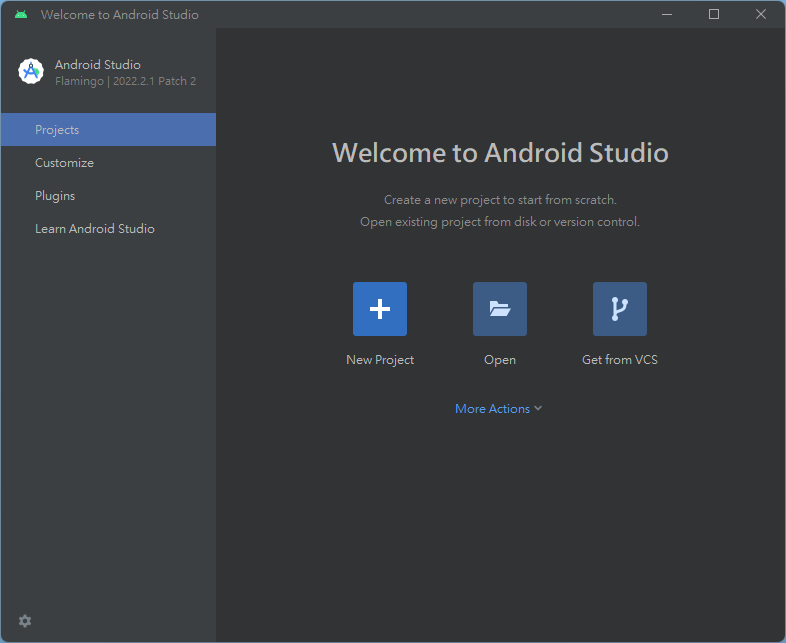 Welcome to Android Studio
Android Studio
Flamingo | 2022.2.1 Patch 2
Projects
Customize
Plugins
Learn Android Studio
Welcome to Android Studio
Create a new project to start from scratch.
Open existing project from disk or version control.
New Project
Open
Get from VCS
More Actions